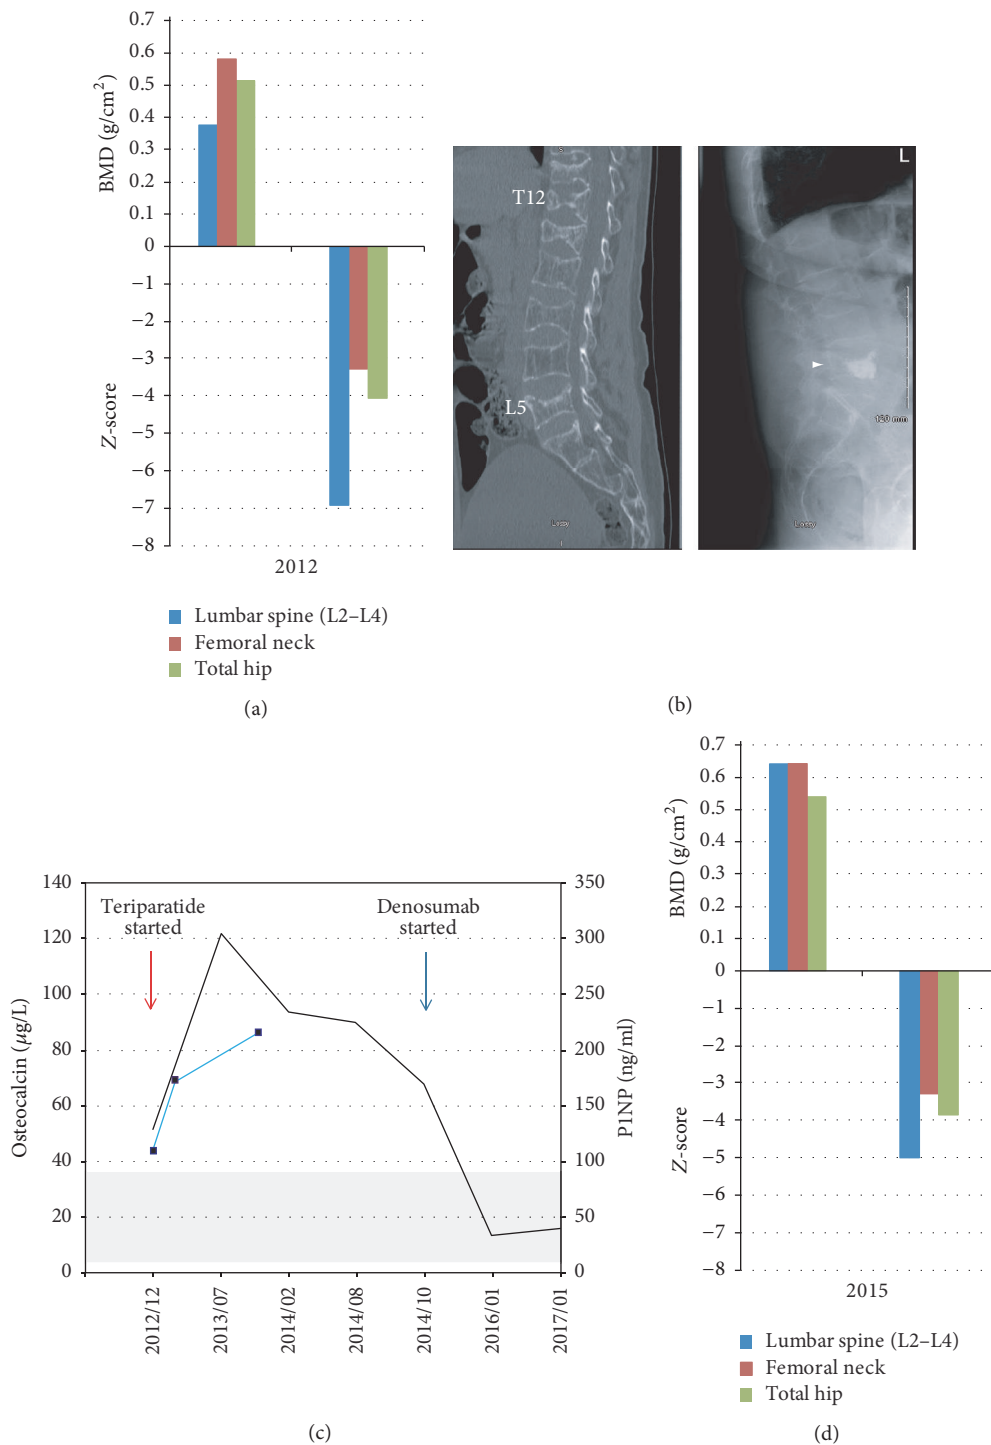 0.7
0.6
0.5
0.4
0.3
0.2
0.1
0
−1
−2
−3
−4
−5
−6
−7
−8
BMD (g/cm²)
Z-score
2012
Lumbar spine (L2–L4)
Femoral neck
Total hip
(a)
S
T12
L5
Lossy
I
L
120 mm
Lossy
(b)
140
120
100
80
60
40
20
0
Osteocalcin (μg/L)
350
300
250
200
150
100
50
0
P1NP (ng/ml)
Teriparatide
started
Denosumab
started
2012/12
2013/07
2014/02
2014/08
2014/10
2016/01
2017/01
(c)
0.7
0.6
0.5
0.4
0.3
0.2
0.1
0
−1
−2
−3
−4
−5
−6
−7
−8
BMD (g/cm²)
Z-score
2015
Lumbar spine (L2–L4)
Femoral neck
Total hip
(d)